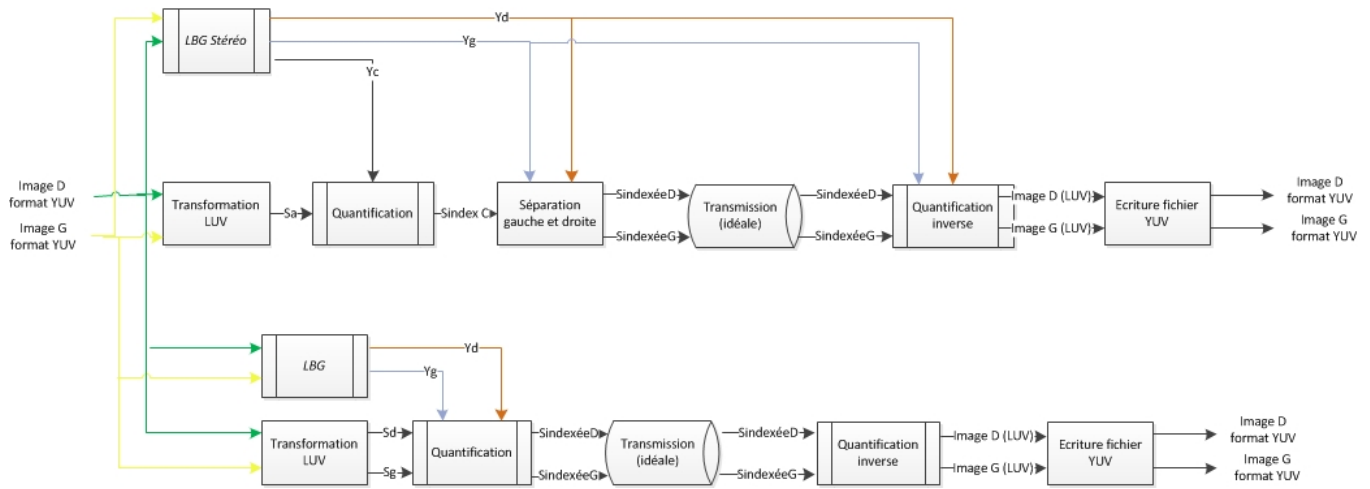 LBG Stéréo
Yd
Yg
Yc
Image D
format YUV
Image G
format YUV
Transformation
LUV
Sa
Quantification
Sindex C
Séparation
gauche et droite
SindexéeD
SindexéeG
Transmission
(idéale)
SindexéeD
SindexéeG
Quantification
inverse
Image D (LUV)
Image G (LUV)
Ecriture fichier
YUV
Image D
format YUV
Image G
format YUV
LBG
Yd
Yg
Transformation
LUV
Sd
Sg
Quantification
SindexéeD
SindexéeG
Transmission
(idéale)
SindexéeD
SindexéeG
Quantification
inverse
Image D (LUV)
Image G (LUV)
Ecriture fichier
YUV
Image D
format YUV
Image G
format YUV